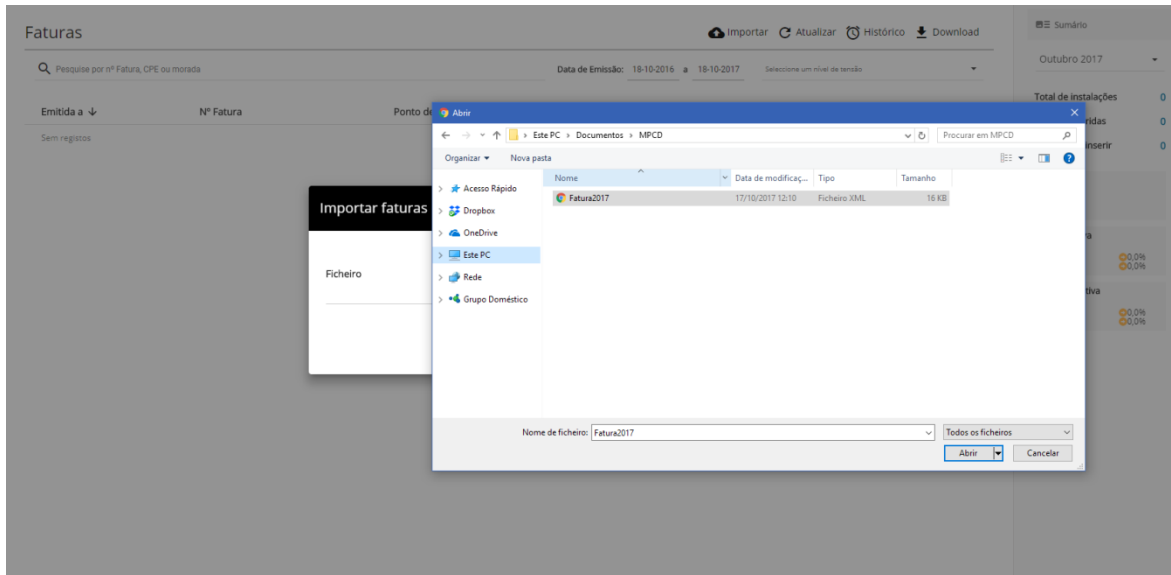 Faturas
Importar Atualizar Histórico Download
Pesquise por nº Fatura, CPE ou morada
Data de Emissão: 18-10-2016 a 18-10-2017
Seleccione um nível de tensão
Emitida a Nº Fatura Ponto de
Sem registos
Sumário
Outubro 2017
Total de instalações 0
ridas 0
inserir 0
a
0,0%
0,0%
tiva
0,0%
0,0%
Importar faturas
Ficheiro
Abrir
Este PC > Documentos > MPCD
Procurar em MPCD
Organizar Nova pasta
Nome Data de modificaç... Tipo Tamanho
Fatura2017 17/10/2017 12:10 Ficheiro XML 16 KB
Acesso Rápido
Dropbox
OneDrive
Este PC
Rede
Grupo Doméstico
Nome de ficheiro: Fatura2017 Todos os ficheiros
Abrir Cancelar